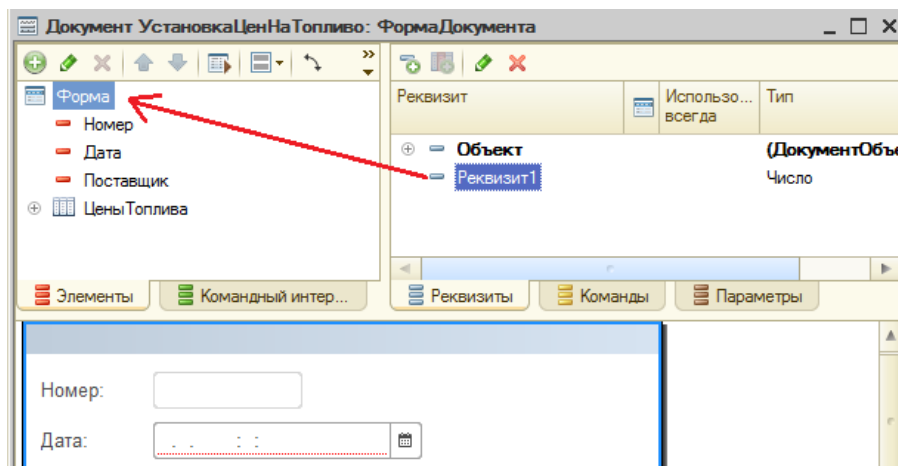 Документ УстановкаЦенНаТопливо: ФормаДокумента
Форма
Номер
Дата
Поставщик
ЦеныТоплива
Элементы
Командный интер...
Реквизит
Использо... всегда
Тип
Объект
(ДокументОбъе
Реквизит1
Число
Реквизиты
Команды
Параметры
Номер:
Дата: